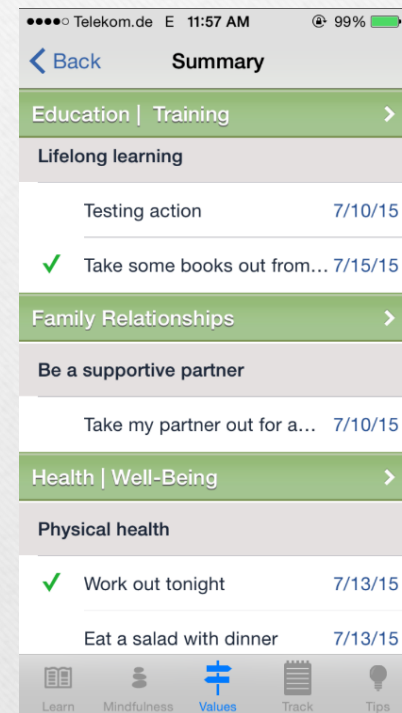 Telekom.de E 11:57 AM 99%
Back Summary
Education | Training
Lifelong learning
Testing action 7/10/15
Take some books out from... 7/15/15
Family Relationships
Be a supportive partner
Take my partner out for a... 7/10/15
Health | Well-Being
Physical health
Work out tonight 7/13/15
Eat a salad with dinner 7/13/15
Learn Mindfulness Values Track Tips